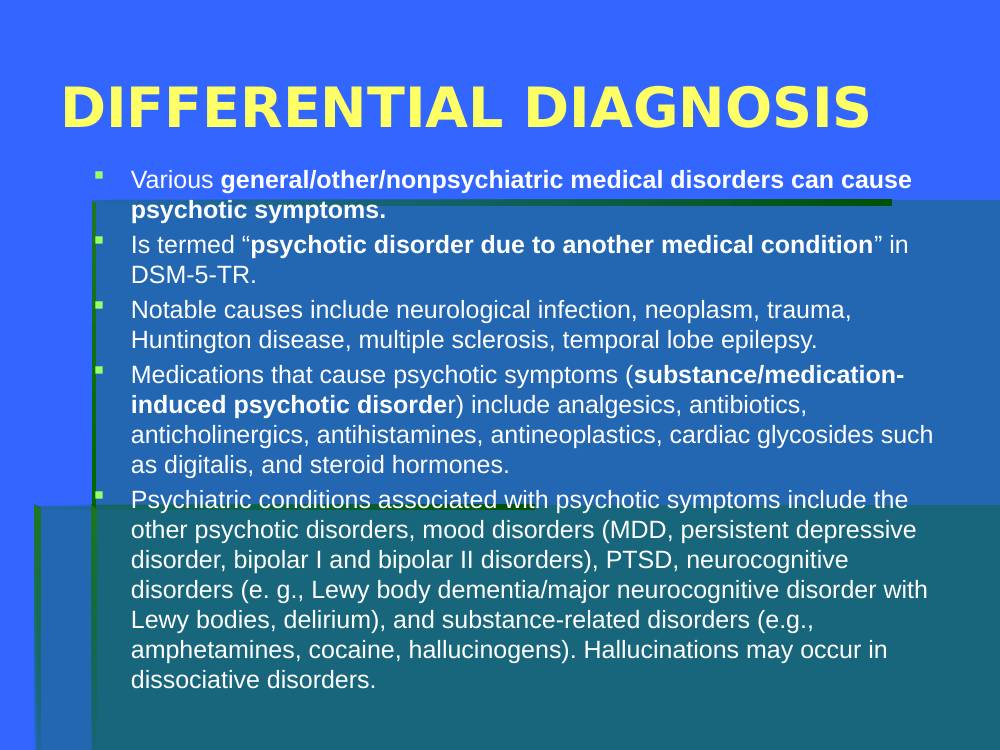 DIFFERENTIAL DIAGNOSIS
Various general/other/nonpsychiatric medical disorders can cause
psychotic symptoms.
Is termed “psychotic disorder due to another medical condition” in
DSM-5-TR.
Notable causes include neurological infection, neoplasm, trauma,
Huntington disease, multiple sclerosis, temporal lobe epilepsy.
Medications that cause psychotic symptoms (substance/medication-
induced psychotic disorder) include analgesics, antibiotics,
anticholinergics, antihistamines, antineoplastics, cardiac glycosides such
as digitalis, and steroid hormones.
Psychiatric conditions associated with psychotic symptoms include the
other psychotic disorders, mood disorders (MDD, persistent depressive
disorder, bipolar I and bipolar II disorders), PTSD, neurocognitive
disorders (e. g., Lewy body dementia/major neurocognitive disorder with
Lewy bodies, delirium), and substance-related disorders (e.g.,
amphetamines, cocaine, hallucinogens). Hallucinations may occur in
dissociative disorders.